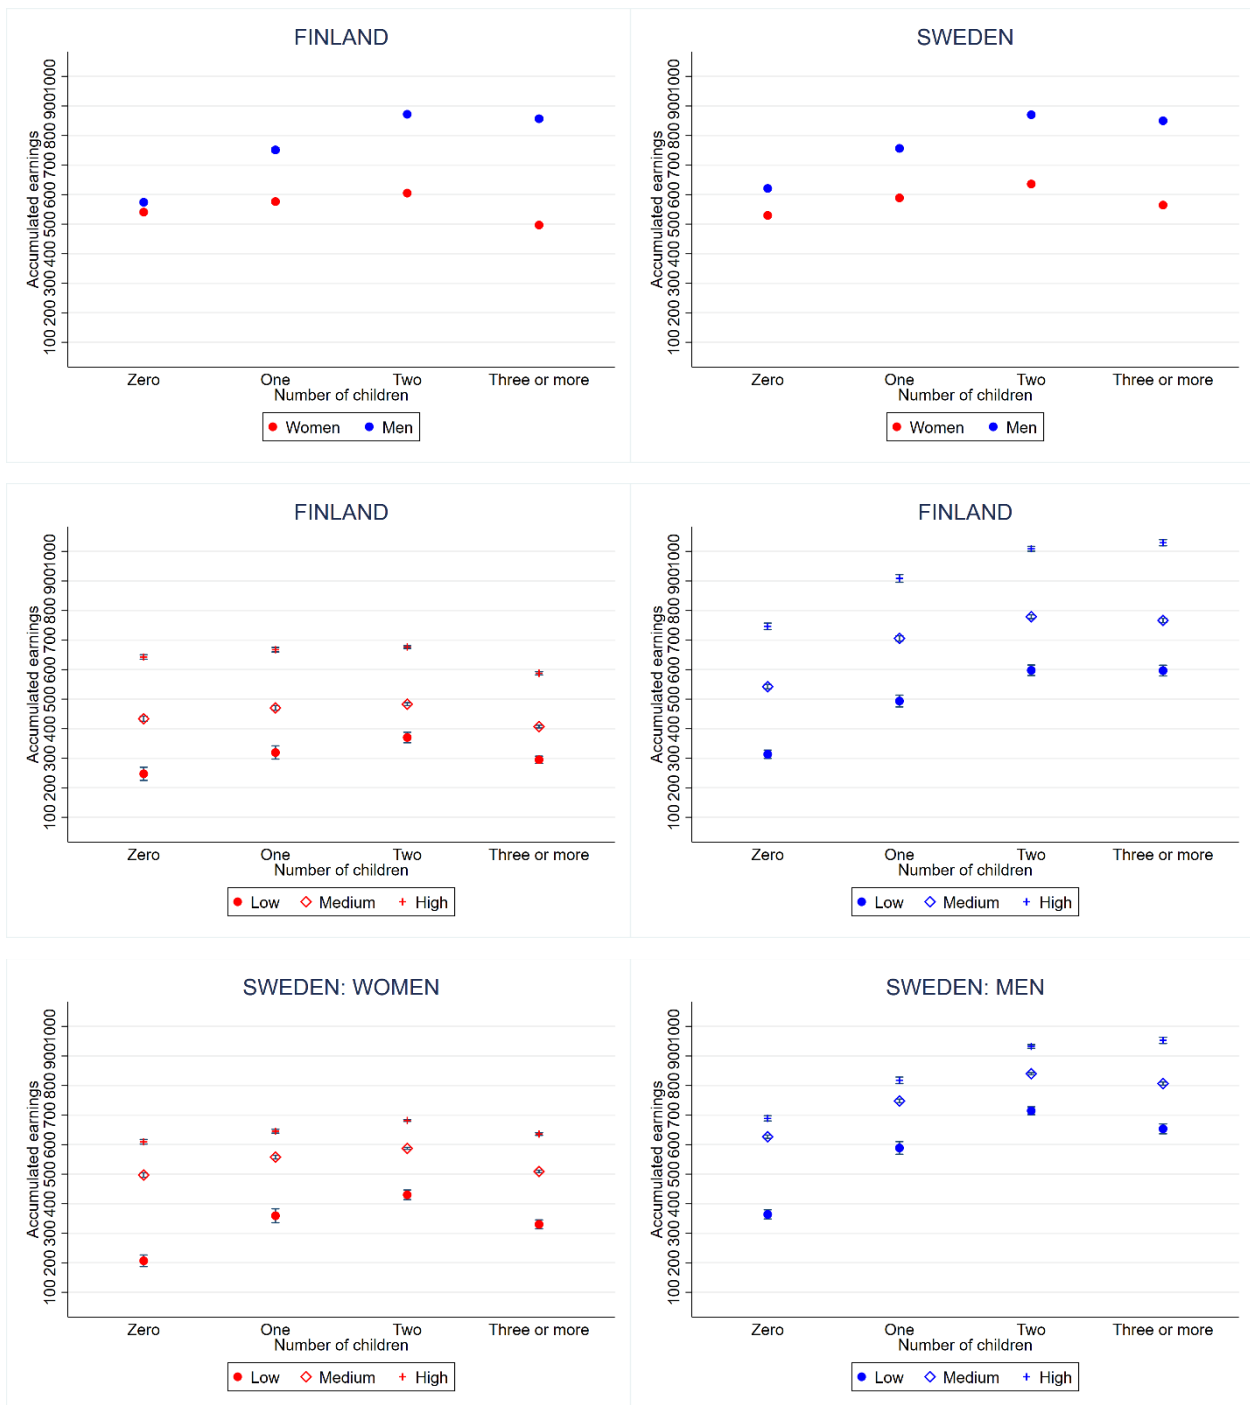 FINLAND
Accumulated earnings
100 200 300 400 500 600 700 800 900 1000
Zero One Two Three or more
Number of children
Women Men
SWEDEN
Accumulated earnings
100 200 300 400 500 600 700 800 900 1000
Zero One Two Three or more
Number of children
Women Men
FINLAND
Accumulated earnings
100 200 300 400 500 600 700 800 900 1000
Zero One Two Three or more
Number of children
Low Medium High
FINLAND
Accumulated earnings
100 200 300 400 500 600 700 800 900 1000
Zero One Two Three or more
Number of children
Low Medium High
SWEDEN: WOMEN
Accumulated earnings
100 200 300 400 500 600 700 800 900 1000
Zero One Two Three or more
Number of children
Low Medium High
SWEDEN: MEN
Accumulated earnings
100 200 300 400 500 600 700 800 900 1000
Zero One Two Three or more
Number of children
Low Medium High